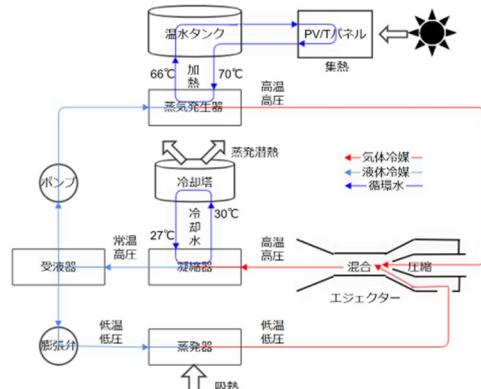 温水タンク
PV/Tパネル
集熱
66℃
加
熱
70℃
高温
高圧
蒸気発生器
蒸発潜熱
ポンプ
冷却塔
気体冷媒
液体冷媒
循環水
冷
却
水
30℃
27℃
常温
高圧
高温
高圧
受液器
凝縮器
混合
圧縮
エジェクター
低温
低圧
低温
低圧
膨張弁
蒸発器
吸熱